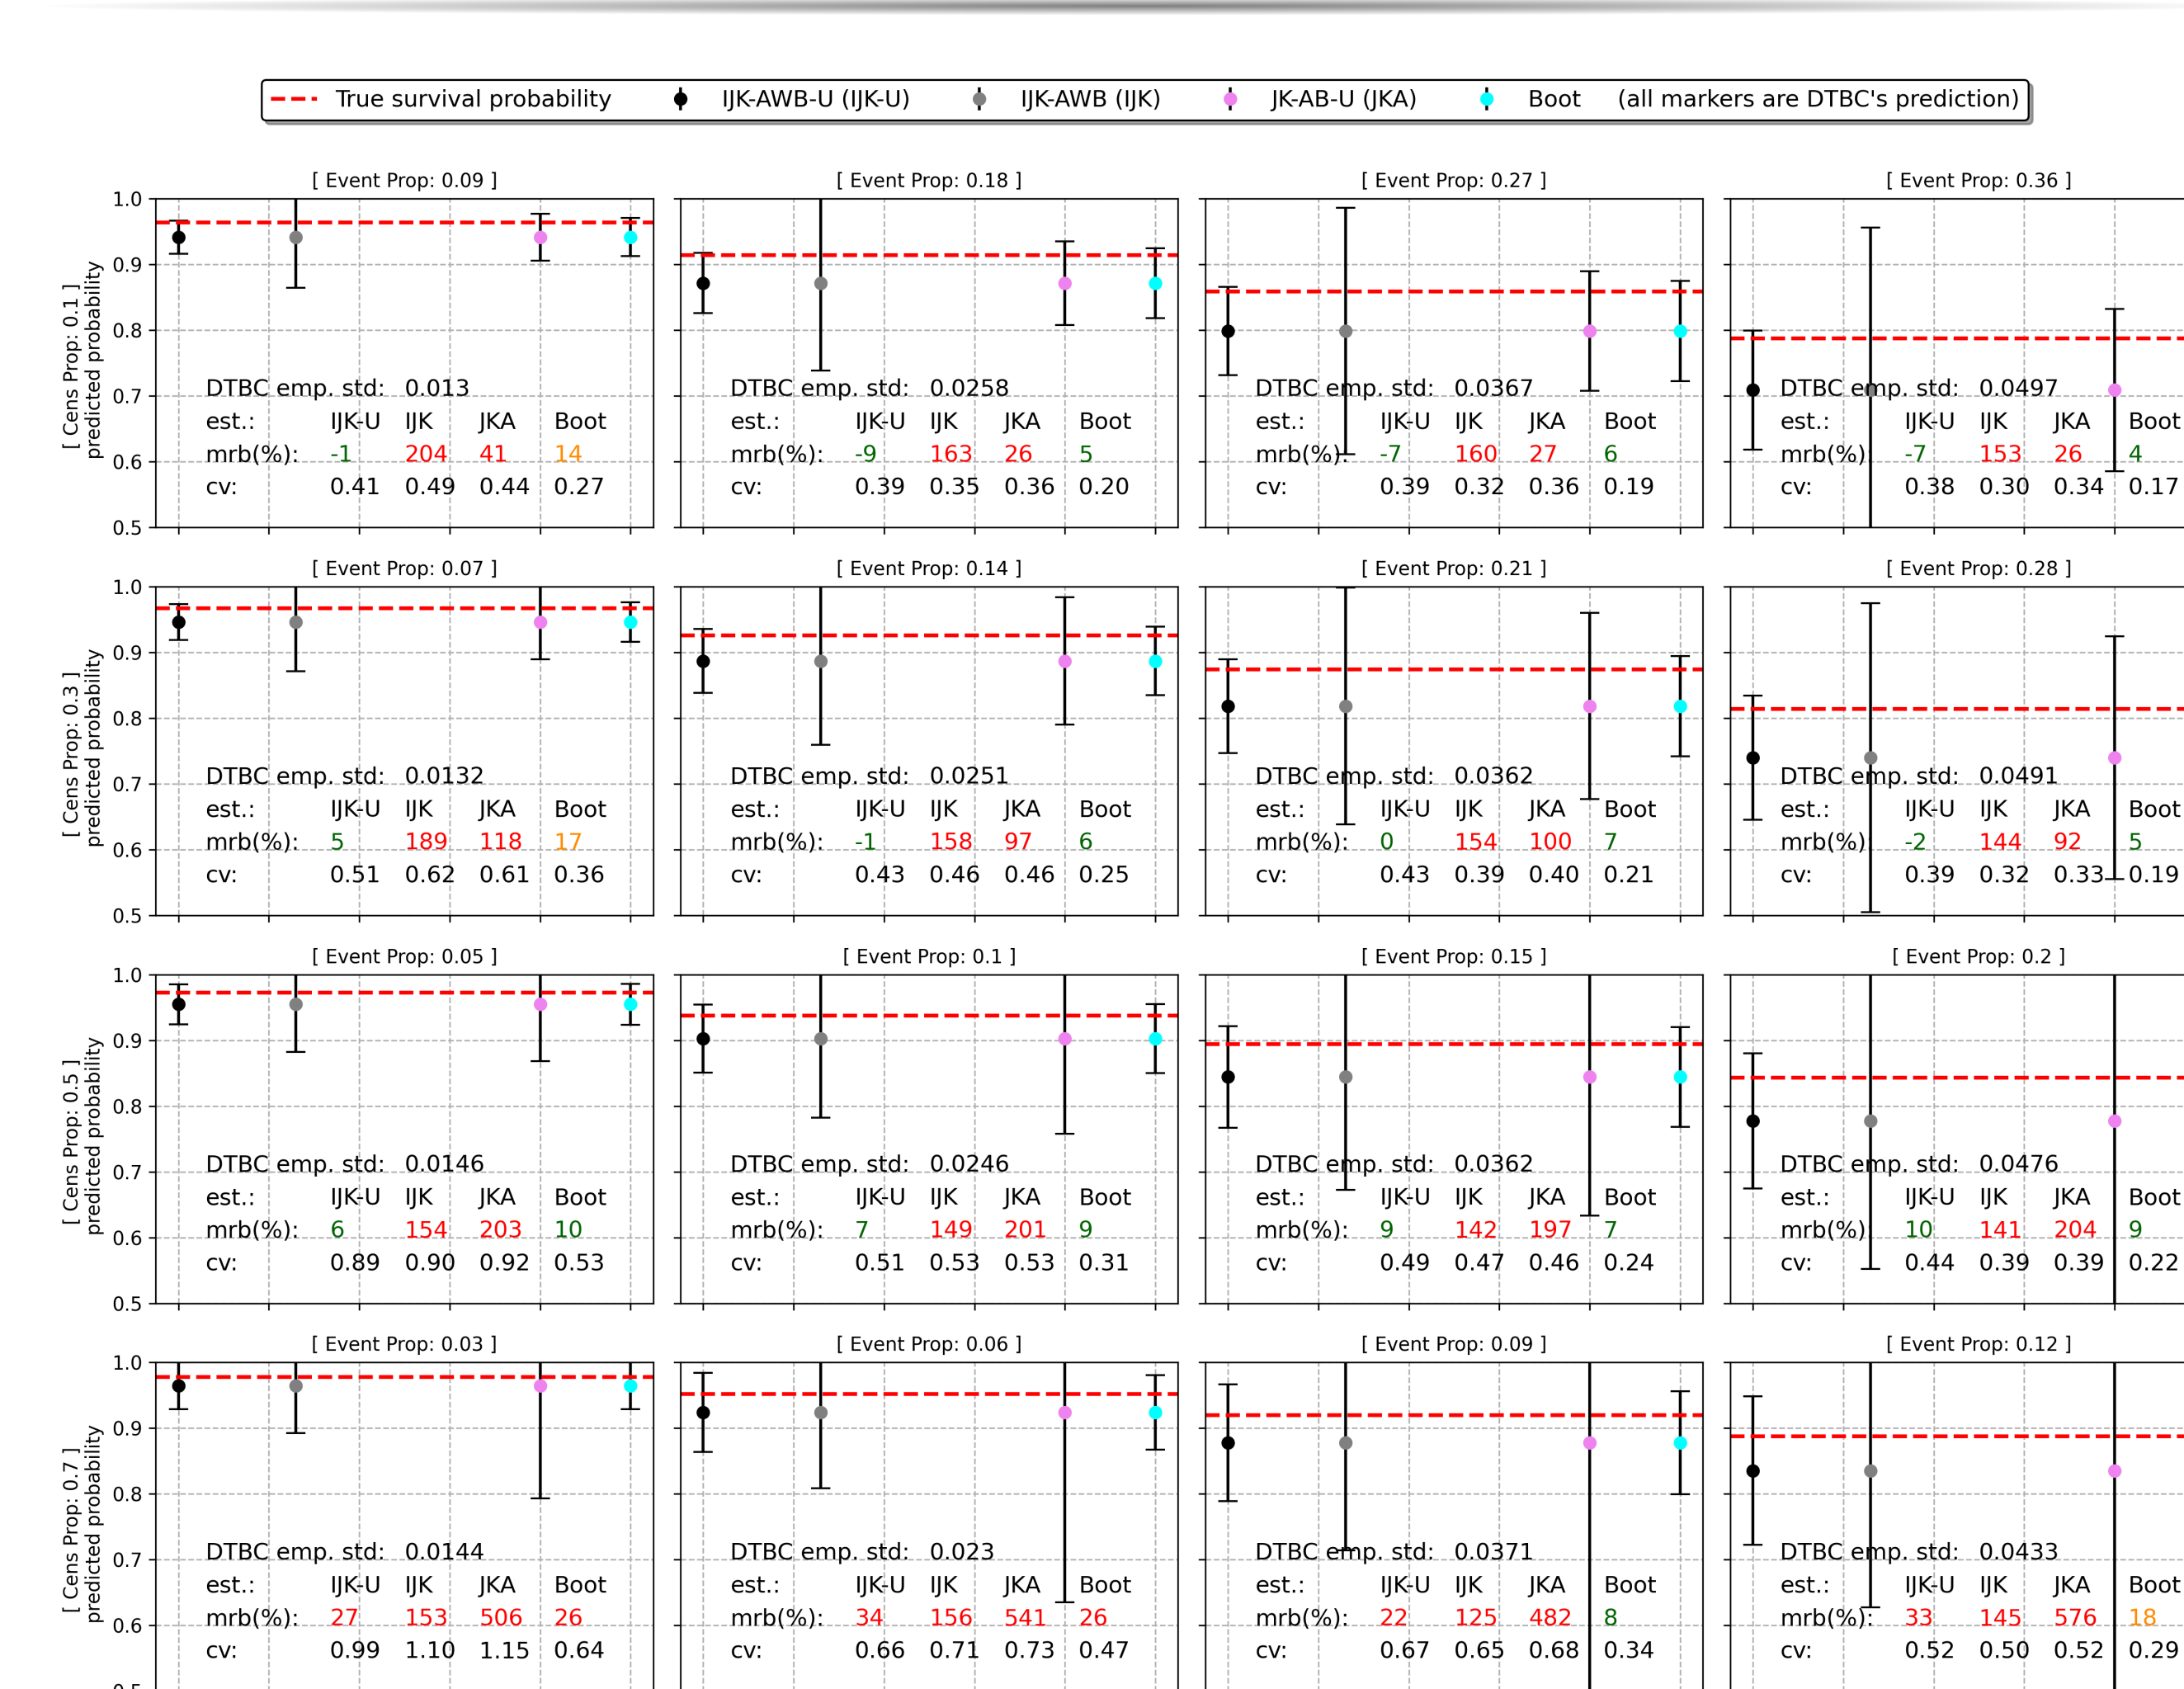 True survival probability IJK-AWB-U (IJK-U) IJK-AWB (IJK) JK-AB-U (JKA) Boot (all markers are DTBC's prediction)
[ Event Prop: 0.09 ]
[ Cens Prop: 0.1 ]
predicted probability
1.0
0.9
0.8
0.7
0.6
0.5
DTBC emp. std: 0.013
est.: IJK-U IJK JKA Boot
mrb(%): -1 204 41 14
cv: 0.41 0.49 0.44 0.27
[ Event Prop: 0.18 ]
DTBC emp. std: 0.0258
est.: IJK-U IJK JKA Boot
mrb(%): -9 163 26 5
cv: 0.39 0.35 0.36 0.20
[ Event Prop: 0.27 ]
DTBC emp. std: 0.0367
est.: IJK-U IJK JKA Boot
mrb(%): -7 160 27 6
cv: 0.39 0.32 0.36 0.19
[ Event Prop: 0.36 ]
DTBC emp. std: 0.0497
est.: IJK-U IJK JKA Boot
mrb(%): -7 153 26 4
cv: 0.38 0.30 0.34 0.17
[ Event Prop: 0.07 ]
[ Cens Prop: 0.3 ]
predicted probability
1.0
0.9
0.8
0.7
0.6
0.5
DTBC emp. std: 0.0132
est.: IJK-U IJK JKA Boot
mrb(%): 5 189 118 17
cv: 0.51 0.62 0.61 0.36
[ Event Prop: 0.14 ]
DTBC emp. std: 0.0251
est.: IJK-U IJK JKA Boot
mrb(%): -1 158 97 6
cv: 0.43 0.46 0.46 0.25
[ Event Prop: 0.21 ]
DTBC emp. std: 0.0362
est.: IJK-U IJK JKA Boot
mrb(%): 0 154 100 7
cv: 0.43 0.39 0.40 0.21
[ Event Prop: 0.28 ]
DTBC emp. std: 0.0491
est.: IJK-U IJK JKA Boot
mrb(%): -2 144 92 5
cv: 0.39 0.32 0.33 0.19
[ Event Prop: 0.05 ]
[ Cens Prop: 0.5 ]
predicted probability
1.0
0.9
0.8
0.7
0.6
0.5
DTBC emp. std: 0.0146
est.: IJK-U IJK JKA Boot
mrb(%): 6 154 203 10
cv: 0.89 0.90 0.92 0.53
[ Event Prop: 0.1 ]
DTBC emp. std: 0.0246
est.: IJK-U IJK JKA Boot
mrb(%): 7 149 201 9
cv: 0.51 0.53 0.53 0.31
[ Event Prop: 0.15 ]
DTBC emp. std: 0.0362
est.: IJK-U IJK JKA Boot
mrb(%): 9 142 197 7
cv: 0.49 0.47 0.46 0.24
[ Event Prop: 0.2 ]
DTBC emp. std: 0.0476
est.: IJK-U IJK JKA Boot
mrb(%): 10 141 204 9
cv: 0.44 0.39 0.39 0.22
[ Event Prop: 0.03 ]
[ Cens Prop: 0.7 ]
predicted probability
1.0
0.9
0.8
0.7
0.6
DTBC emp. std: 0.0144
est.: IJK-U IJK JKA Boot
mrb(%): 27 153 506 26
cv: 0.99 1.10 1.15 0.64
[ Event Prop: 0.06 ]
DTBC emp. std: 0.023
est.: IJK-U IJK JKA Boot
mrb(%): 34 156 541 26
cv: 0.66 0.71 0.73 0.47
[ Event Prop: 0.09 ]
DTBC emp. std: 0.0371
est.: IJK-U IJK JKA Boot
mrb(%): 22 125 482 8
cv: 0.67 0.65 0.68 0.34
[ Event Prop: 0.12 ]
DTBC emp. std: 0.0433
est.: IJK-U IJK JKA Boot
mrb(%): 33 145 576 18
cv: 0.52 0.50 0.52 0.29